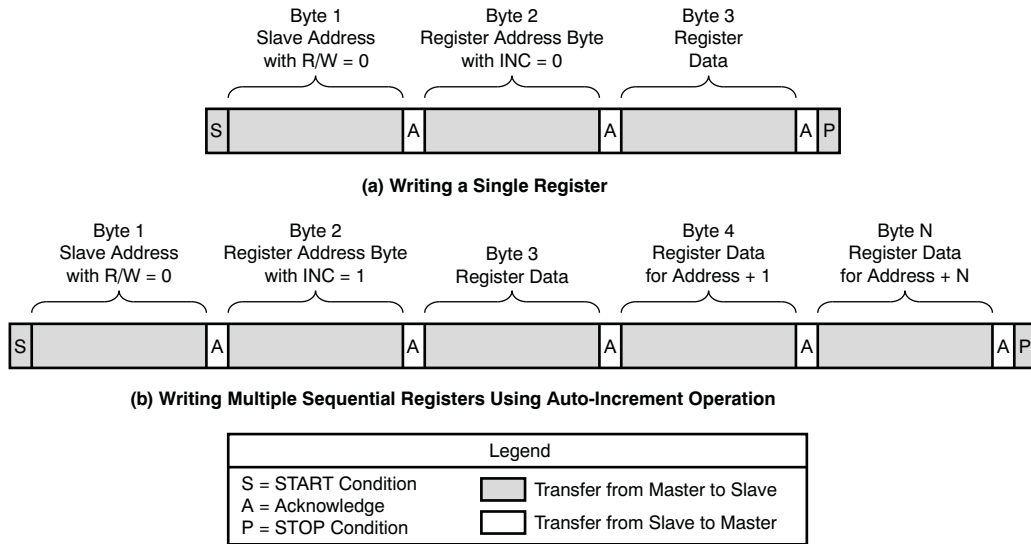 Byte 1
Slave Address
with R/W = 0
Byte 2
Register Address Byte
with INC = 0
Byte 3
Register
Data
S
A
A
A
P
(a) Writing a Single Register
Byte 1
Slave Address
with R/W = 0
Byte 2
Register Address Byte
with INC = 1
Byte 3
Register Data
Byte 4
Register Data
for Address + 1
Byte N
Register Data
for Address + N
S
A
A
A
A
A
P
(b) Writing Multiple Sequential Registers Using Auto-Increment Operation
Legend
S = START Condition
A = Acknowledge
P = STOP Condition
Transfer from Master to Slave
Transfer from Slave to Master